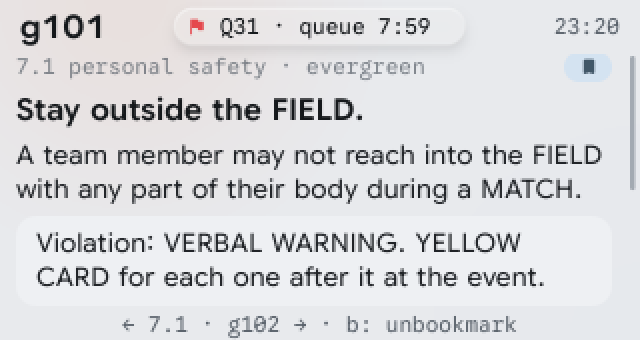 g101
Q31 · queue 7:59
23:20
7.1 personal safety · evergreen
Stay outside the FIELD.
A team member may not reach into the FIELD
with any part of their body during a MATCH.
Violation: VERBAL WARNING. YELLOW
CARD for each one after it at the event.
← 7.1 · g102 → · b: unbookmark